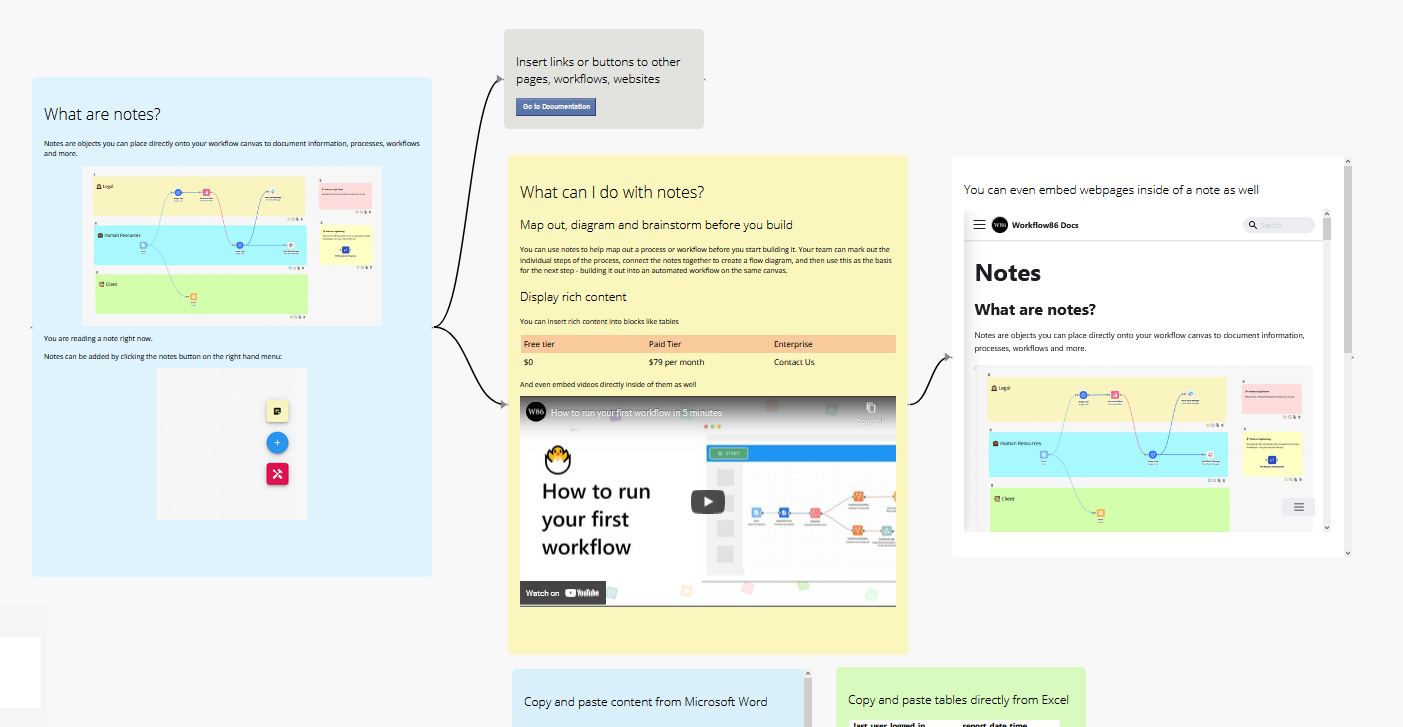 What are notes?
Notes are objects you can place directly onto your workflow canvas to document information, processes, workflows
and more.
Legal
Human Resources
Client
You are reading a note right now.
Notes can be added by clicking the notes button on the right hand menu:
Insert links or buttons to other
pages, workflows, websites
Go to Documentation
What can I do with notes?
Map out, diagram and brainstorm before you build
You can use notes to help map out a process or workflow before you start building it. Your team can mark out the
individual steps of the process, connect the notes together to create a flow diagram, and then use this as the basis
for the next step - building it out into an automated workflow on the same canvas.
Display rich content
You can insert rich content into blocks like tables
Free tier Paid Tier Enterprise
$0 $79 per month Contact Us
And even embed videos directly inside of them as well
W86 How to run your first workflow in 5 minutes
Copy link
START
How to run
your first
workflow
Watch on YouTube
You can even embed webpages inside of a note as well
W86 Workflow86 Docs Search
Notes
What are notes?
Notes are objects you can place directly onto your workflow canvas to document information,
processes, workflows and more.
Legal
Human Resources
Client
Copy and paste content from Microsoft Word
Copy and paste tables directly from Excel
last_user_logged_in report_date_time